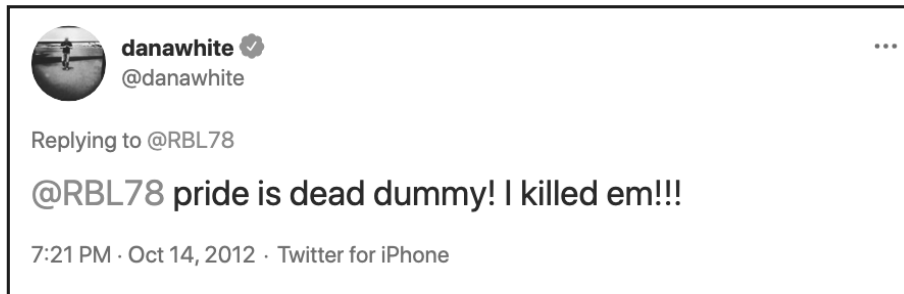 danawhite
@danawhite
Replying to @RBL78
@RBL78 pride is dead dummy! I killed em!!!
7:21 PM · Oct 14, 2012 · Twitter for iPhone